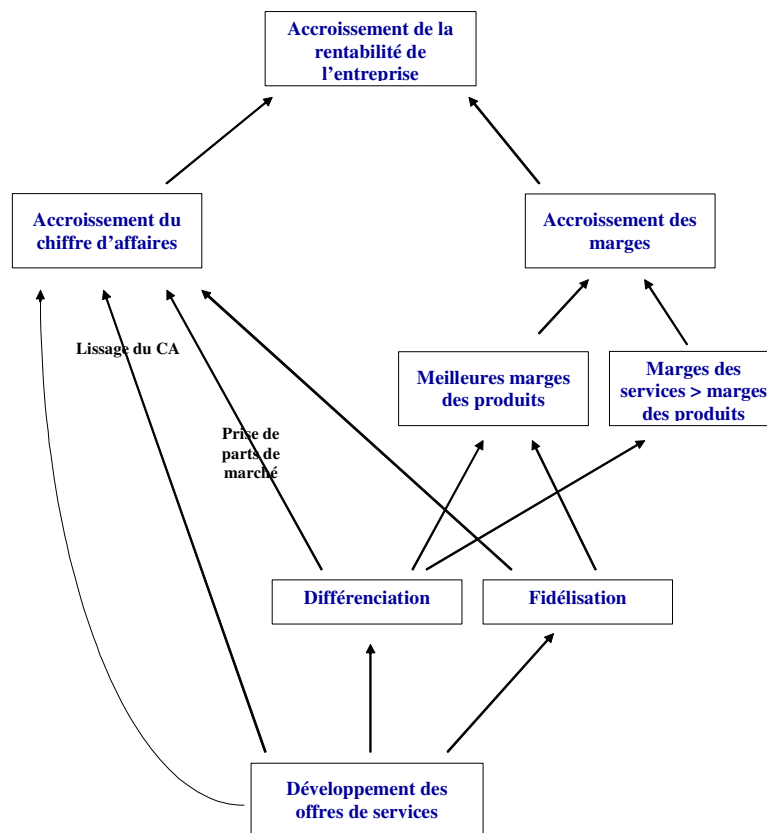 Accroissement de la
rentabilité de
l'entreprise
Accroissement du
chiffre d'affaires
Accroissement des
marges
Lissage du CA
Meilleures marges
des produits
Marges des
services > marges
des produits
Prise de
parts de
marché
Différenciation
Fidélisation
Développement des
offres de services